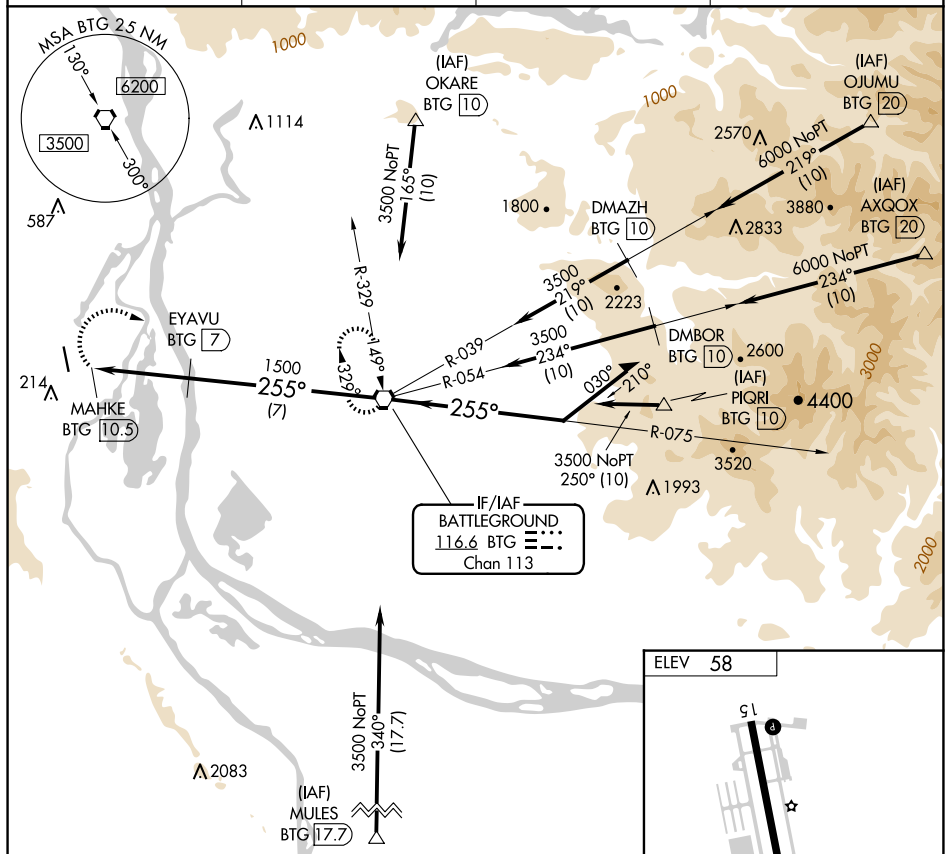 MSA BTG 25 NM
130°
6200
3500
300°
1000
1114
587
(IAF)
OKARE
BTG 10
3500 NoPT
165°
(10)
1000
(IAF)
OJUMU
BTG 20
2570
6000 NoPT
219°
(10)
1800
DMAZH
BTG 10
3880
2833
(IAF)
AXQOX
BTG 20
6000 NoPT
234°
(10)
R-329
3500
219°
(10)
2223
EYAVU
BTG 7
149°
329°
R-039
3500
234°
(10)
R-054
DMBOR
BTG 10
2600
3000
214
MAHKE
BTG 10.5
1500
255°
(7)
255°
030°
210°
(IAF)
PIQRI
BTG 10
4400
R-075
3500 NoPT
250° (10)
3520
1993
IF/IAF
BATTLEGROUND
116.6 BTG
Chan 113
2000
3500 NoPT
340°
(17.7)
2083
(IAF)
MULES
BTG 17.7
ELEV 58
15
P